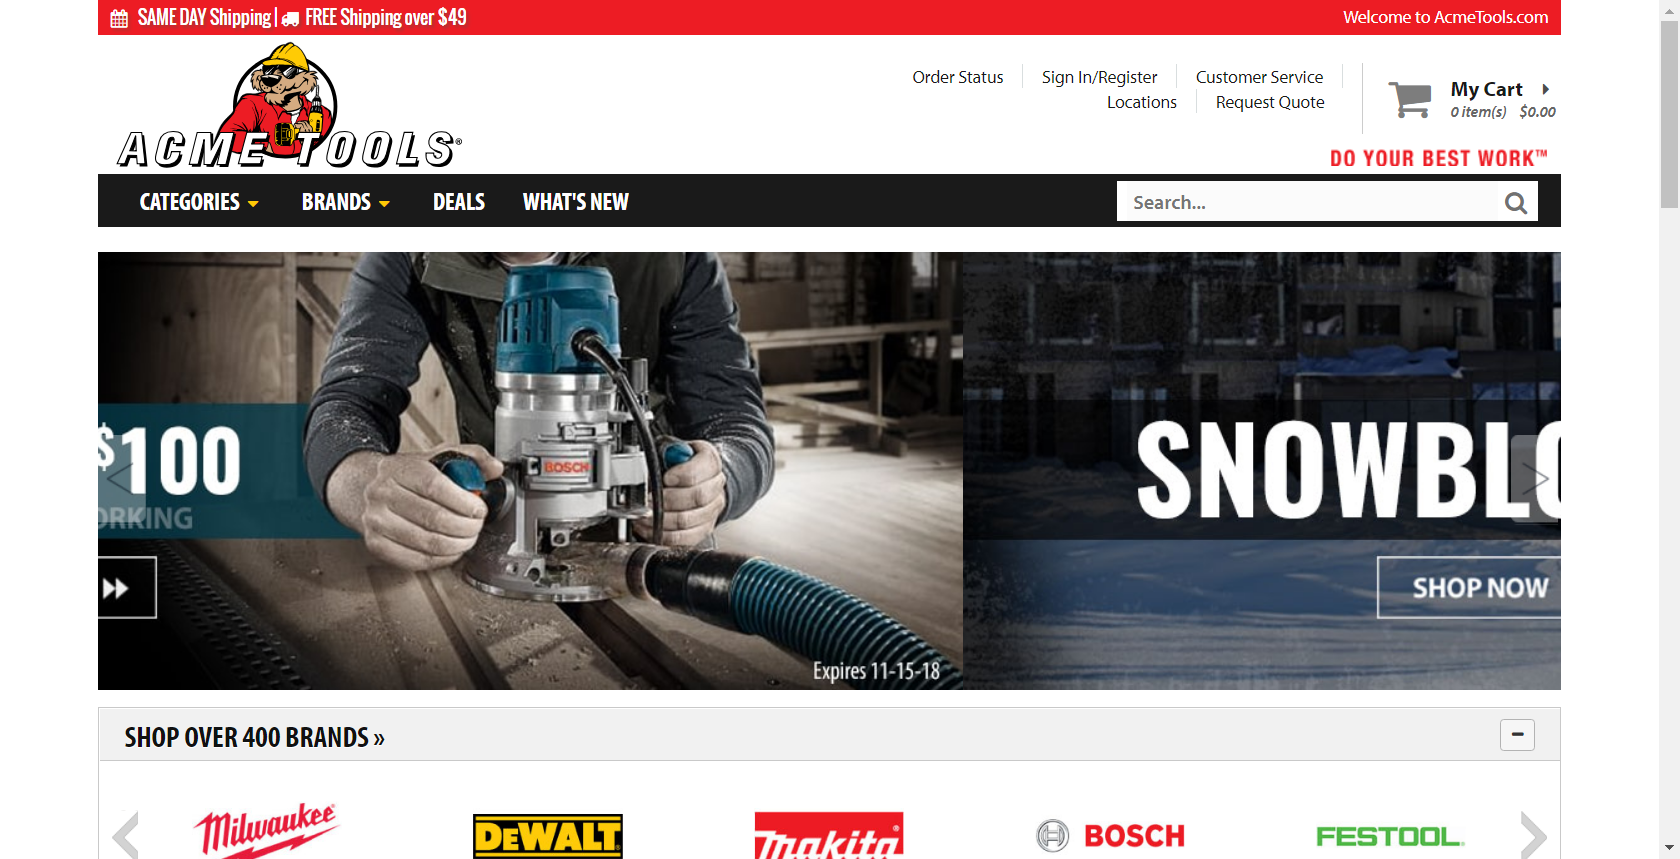 SAME DAY Shipping | FREE Shipping over $49
Welcome to AcmeTools.com
Order Status
Sign In/Register
Customer Service
Locations
Request Quote
My Cart
0 item(s) $0.00
ACME TOOLS®
DO YOUR BEST WORK™
CATEGORIES
BRANDS
DEALS
WHAT'S NEW
Search...
$100
ORKING
BOSCH
Expires 11-15-18
SNOWBLO
SHOP NOW
SHOP OVER 400 BRANDS »
Milwaukee®
DEWALT
makita®
BOSCH
FESTOOL